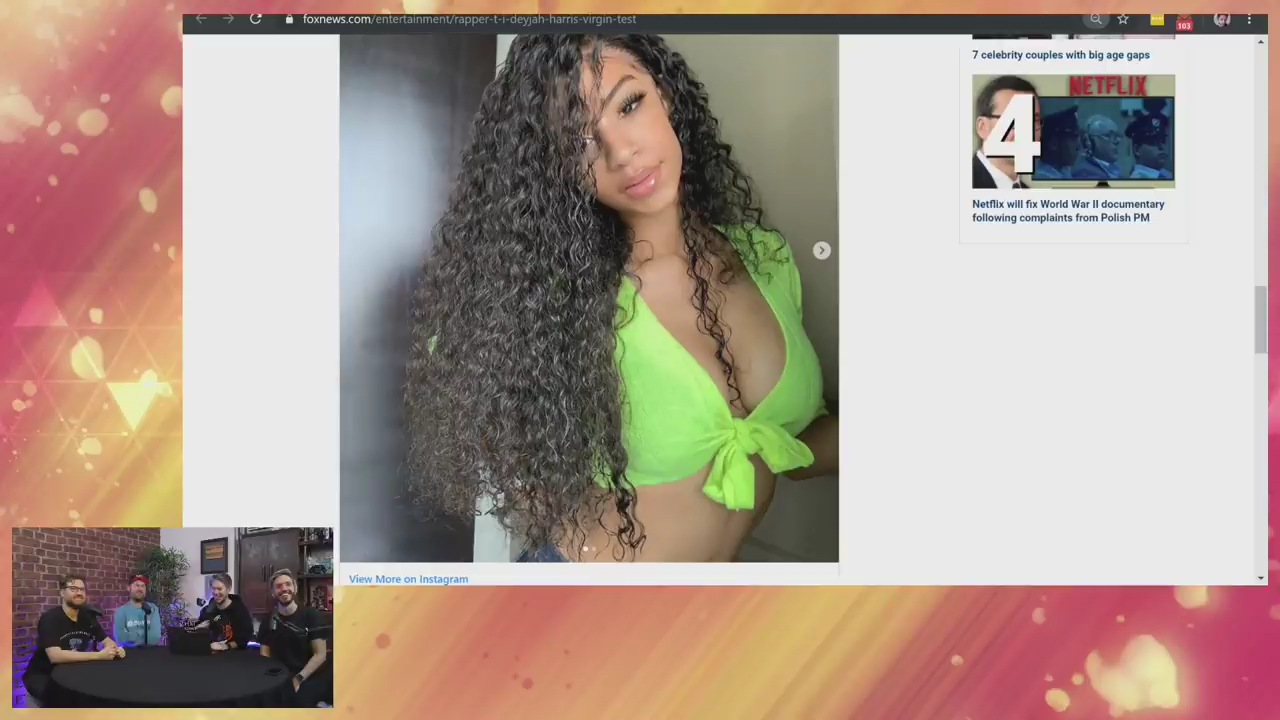 foxnews.com/entertainment/rapper-t-i-deyjah-harris-virgin-test
103
7 celebrity couples with big age gaps
NETFLIX
4
Netflix will fix World War II documentary
following complaints from Polish PM
View More on Instagram